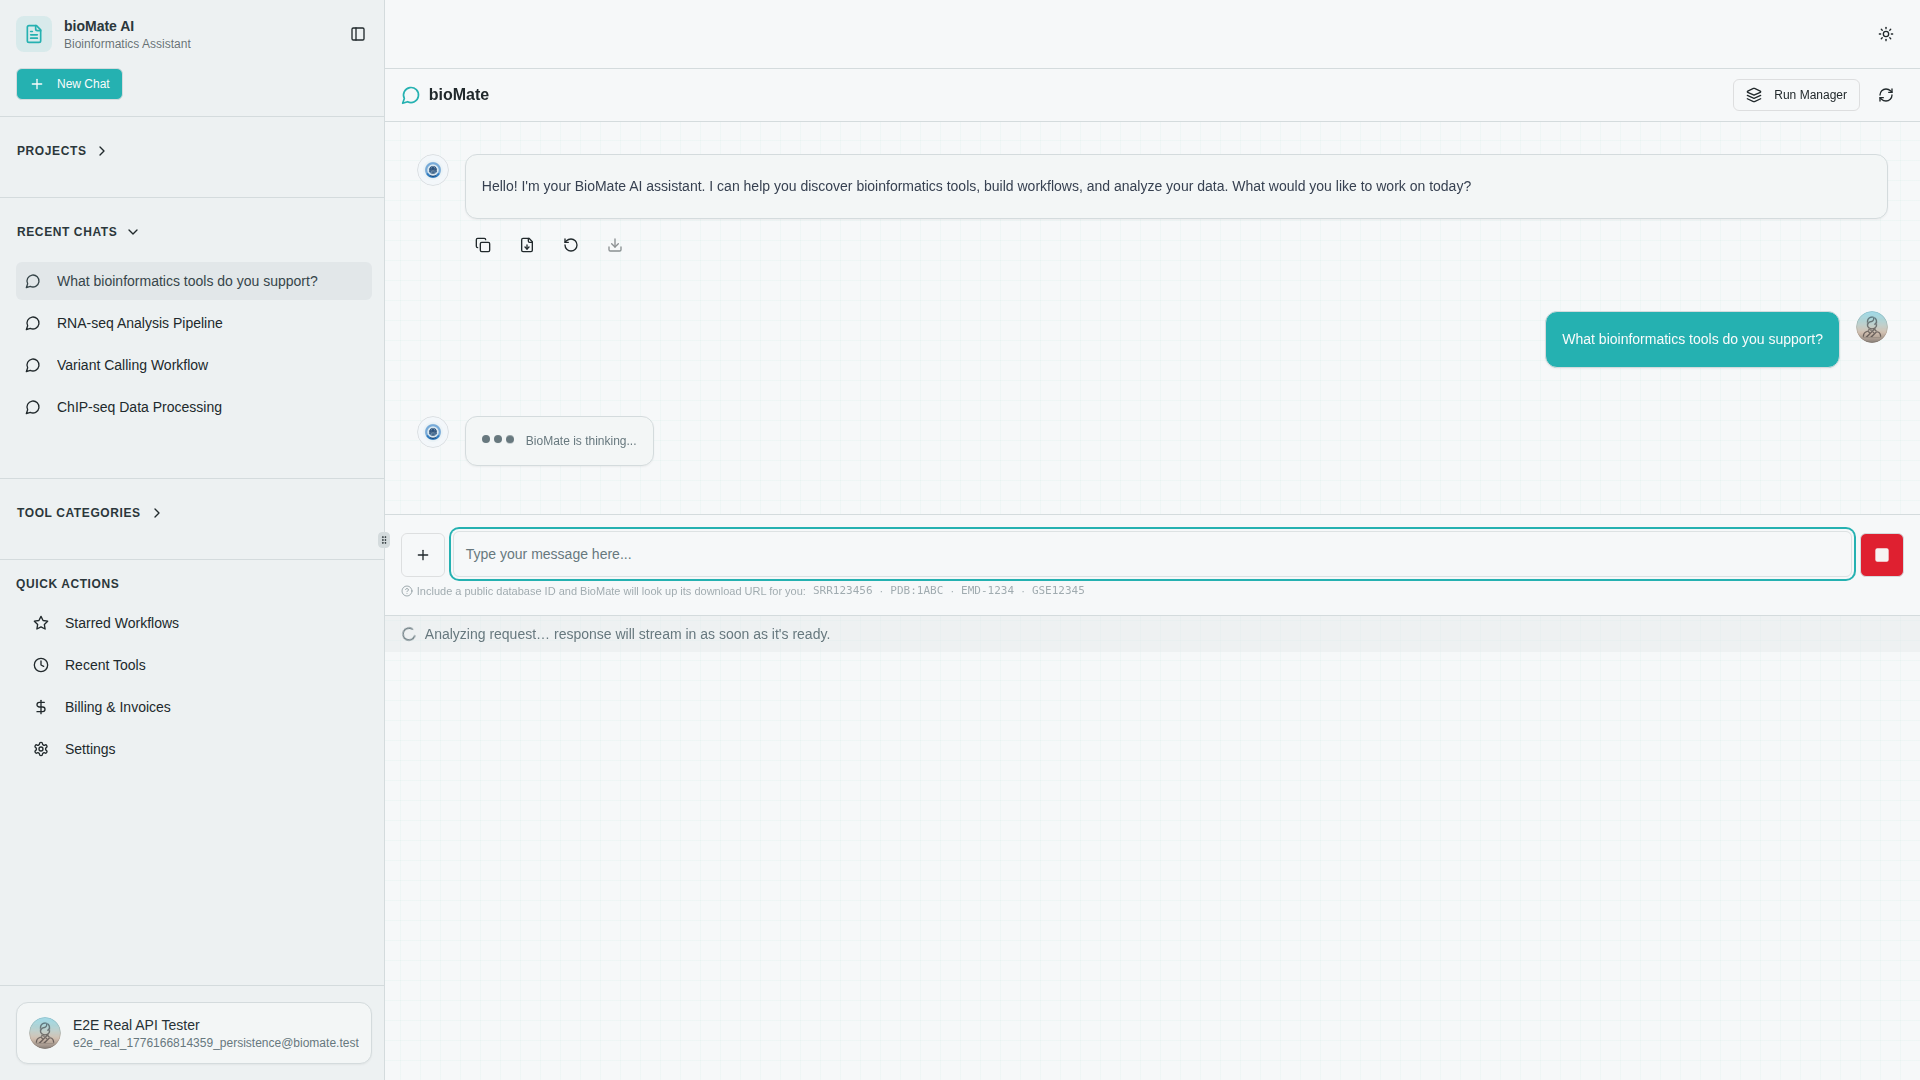 bioMate AI
Bioinformatics Assistant
New Chat
PROJECTS
RECENT CHATS
What bioinformatics tools do you support?
RNA-seq Analysis Pipeline
Variant Calling Workflow
ChIP-seq Data Processing
TOOL CATEGORIES
QUICK ACTIONS
Starred Workflows
Recent Tools
Billing & Invoices
Settings
E2E Real API Tester
e2e_real_1776166814359_persistence@biomate.test
bioMate
Run Manager
Hello! I'm your BioMate AI assistant. I can help you discover bioinformatics tools, build workflows, and analyze your data. What would you like to work on today?
What bioinformatics tools do you support?
BioMate is thinking...
Type your message here...
Include a public database ID and BioMate will look up its download URL for you: SRR123456 · PDB:1ABC · EMD-1234 · GSE12345
Analyzing request… response will stream in as soon as it's ready.